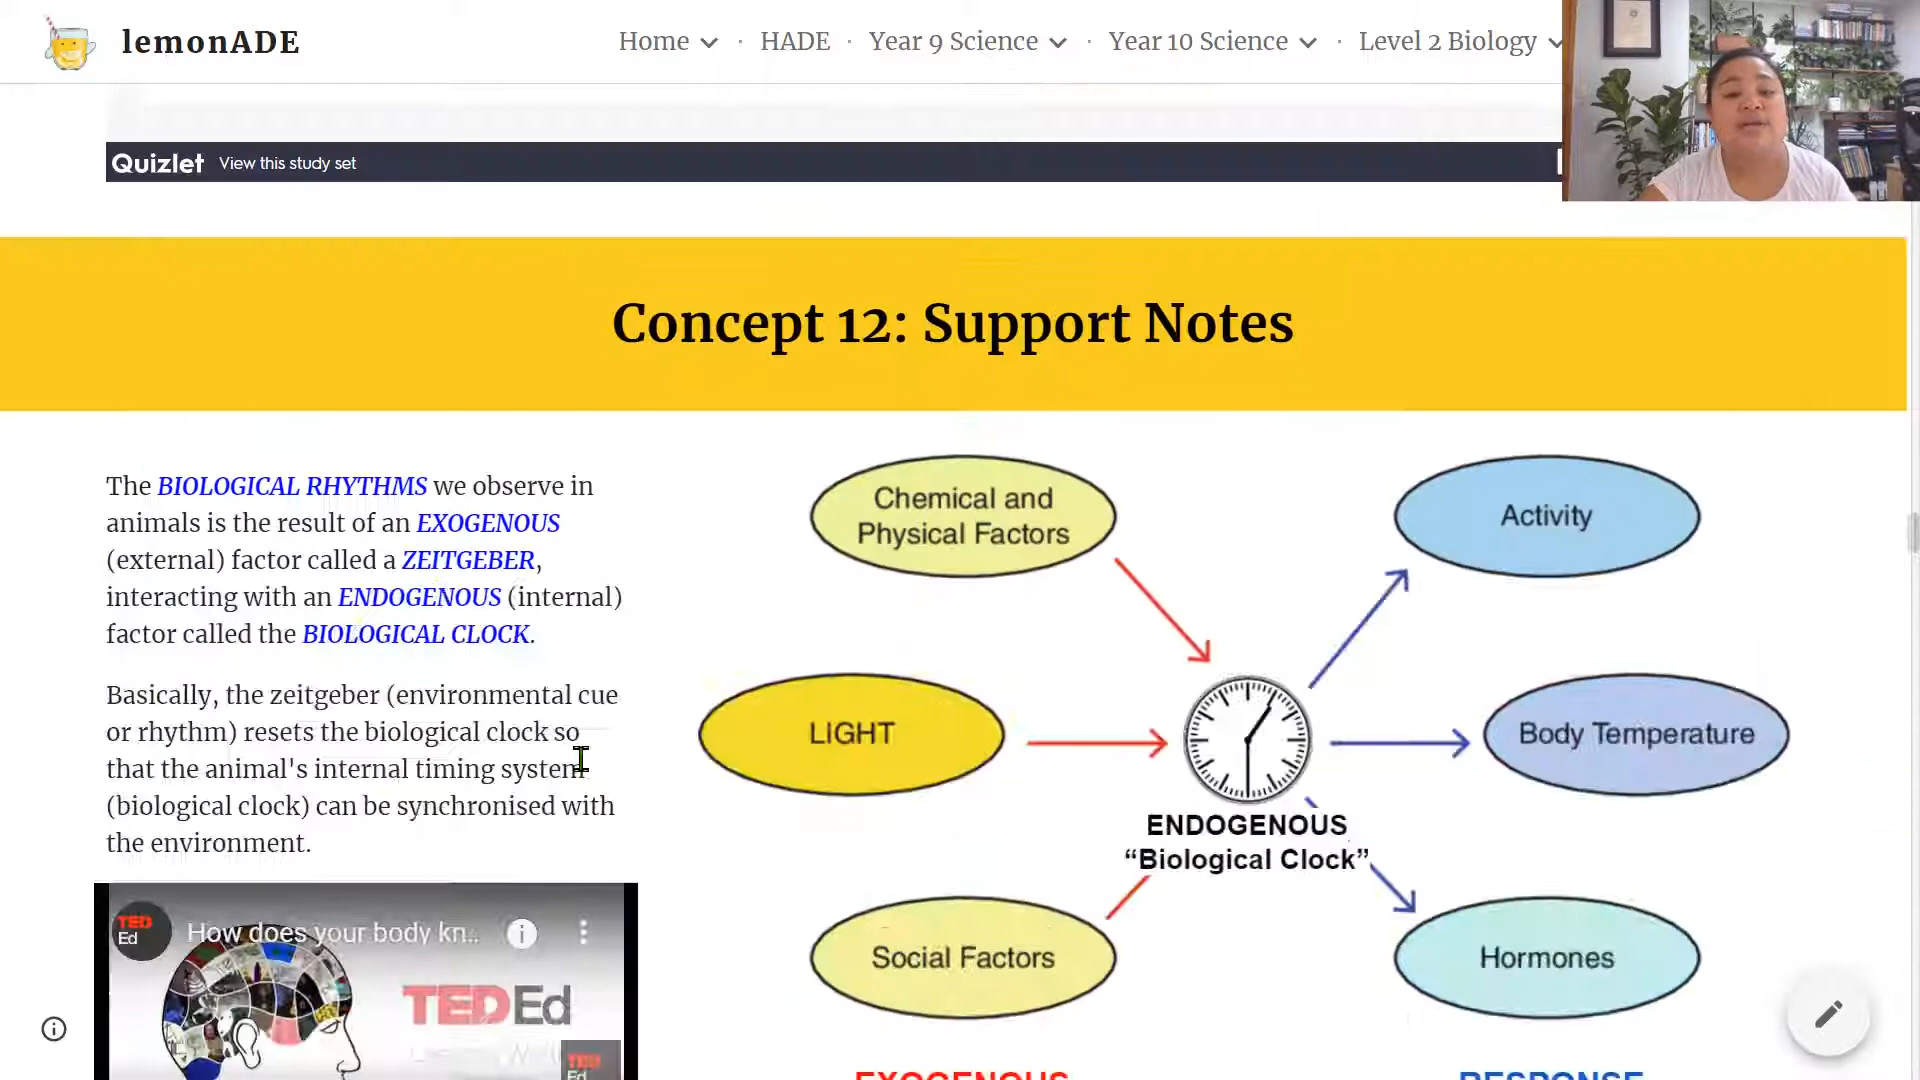 lemonADE
Home · HADE · Year 9 Science · Year 10 Science · Level 2 Biology
Quizlet View this study set
Concept 12: Support Notes
The BIOLOGICAL RHYTHMS we observe in
animals is the result of an EXOGENOUS
(external) factor called a ZEITGEBER,
interacting with an ENDOGENOUS (internal)
factor called the BIOLOGICAL CLOCK.
Basically, the zeitgeber (environmental cue
or rhythm) resets the biological clock so
that the animal's internal timing system
(biological clock) can be synchronised with
the environment.
TED
Ed
How does your body kn...
TEDEd
TED
Ed
Chemical and
Physical Factors
Activity
LIGHT
Body Temperature
ENDOGENOUS
“Biological Clock”
Social Factors
Hormones
EXOGENOUS
RESPONSE